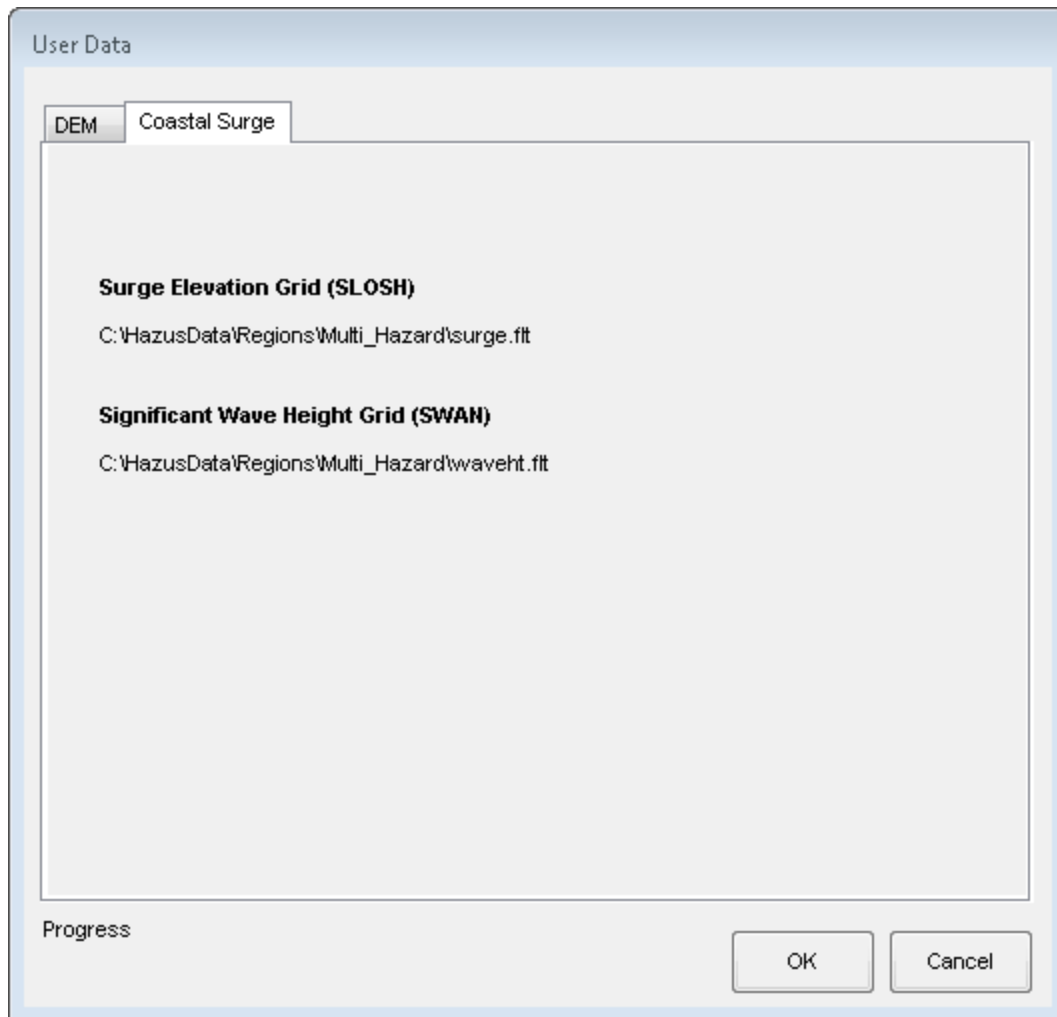 User Data
DEM
Coastal Surge
Surge Elevation Grid (SLOSH)
C:\HazusData\Regions\Multi_Hazard\surge.flt
Significant Wave Height Grid (SWAN)
C:\HazusData\Regions\Multi_Hazard\waveht.flt
Progress
OK
Cancel